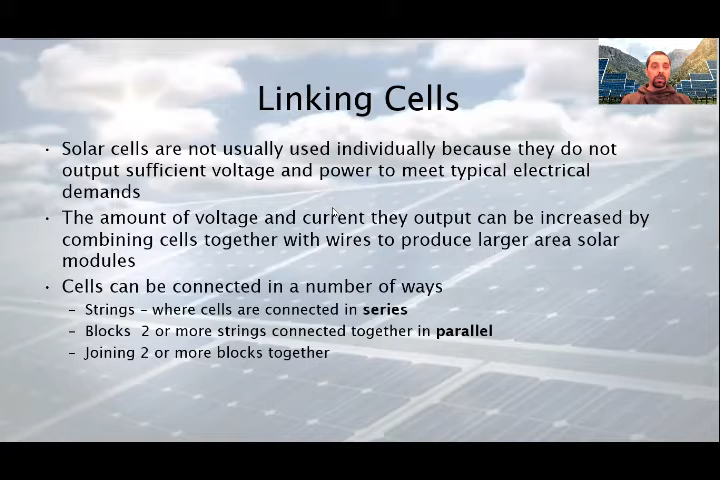 Linking Cells
· Solar cells are not usually used individually because they do not
output sufficient voltage and power to meet typical electrical
demands
· The amount of voltage and current they output can be increased by
combining cells together with wires to produce larger area solar
modules
· Cells can be connected in a number of ways
– Strings – where cells are connected in series
– Blocks 2 or more strings connected together in parallel
– Joining 2 or more blocks together